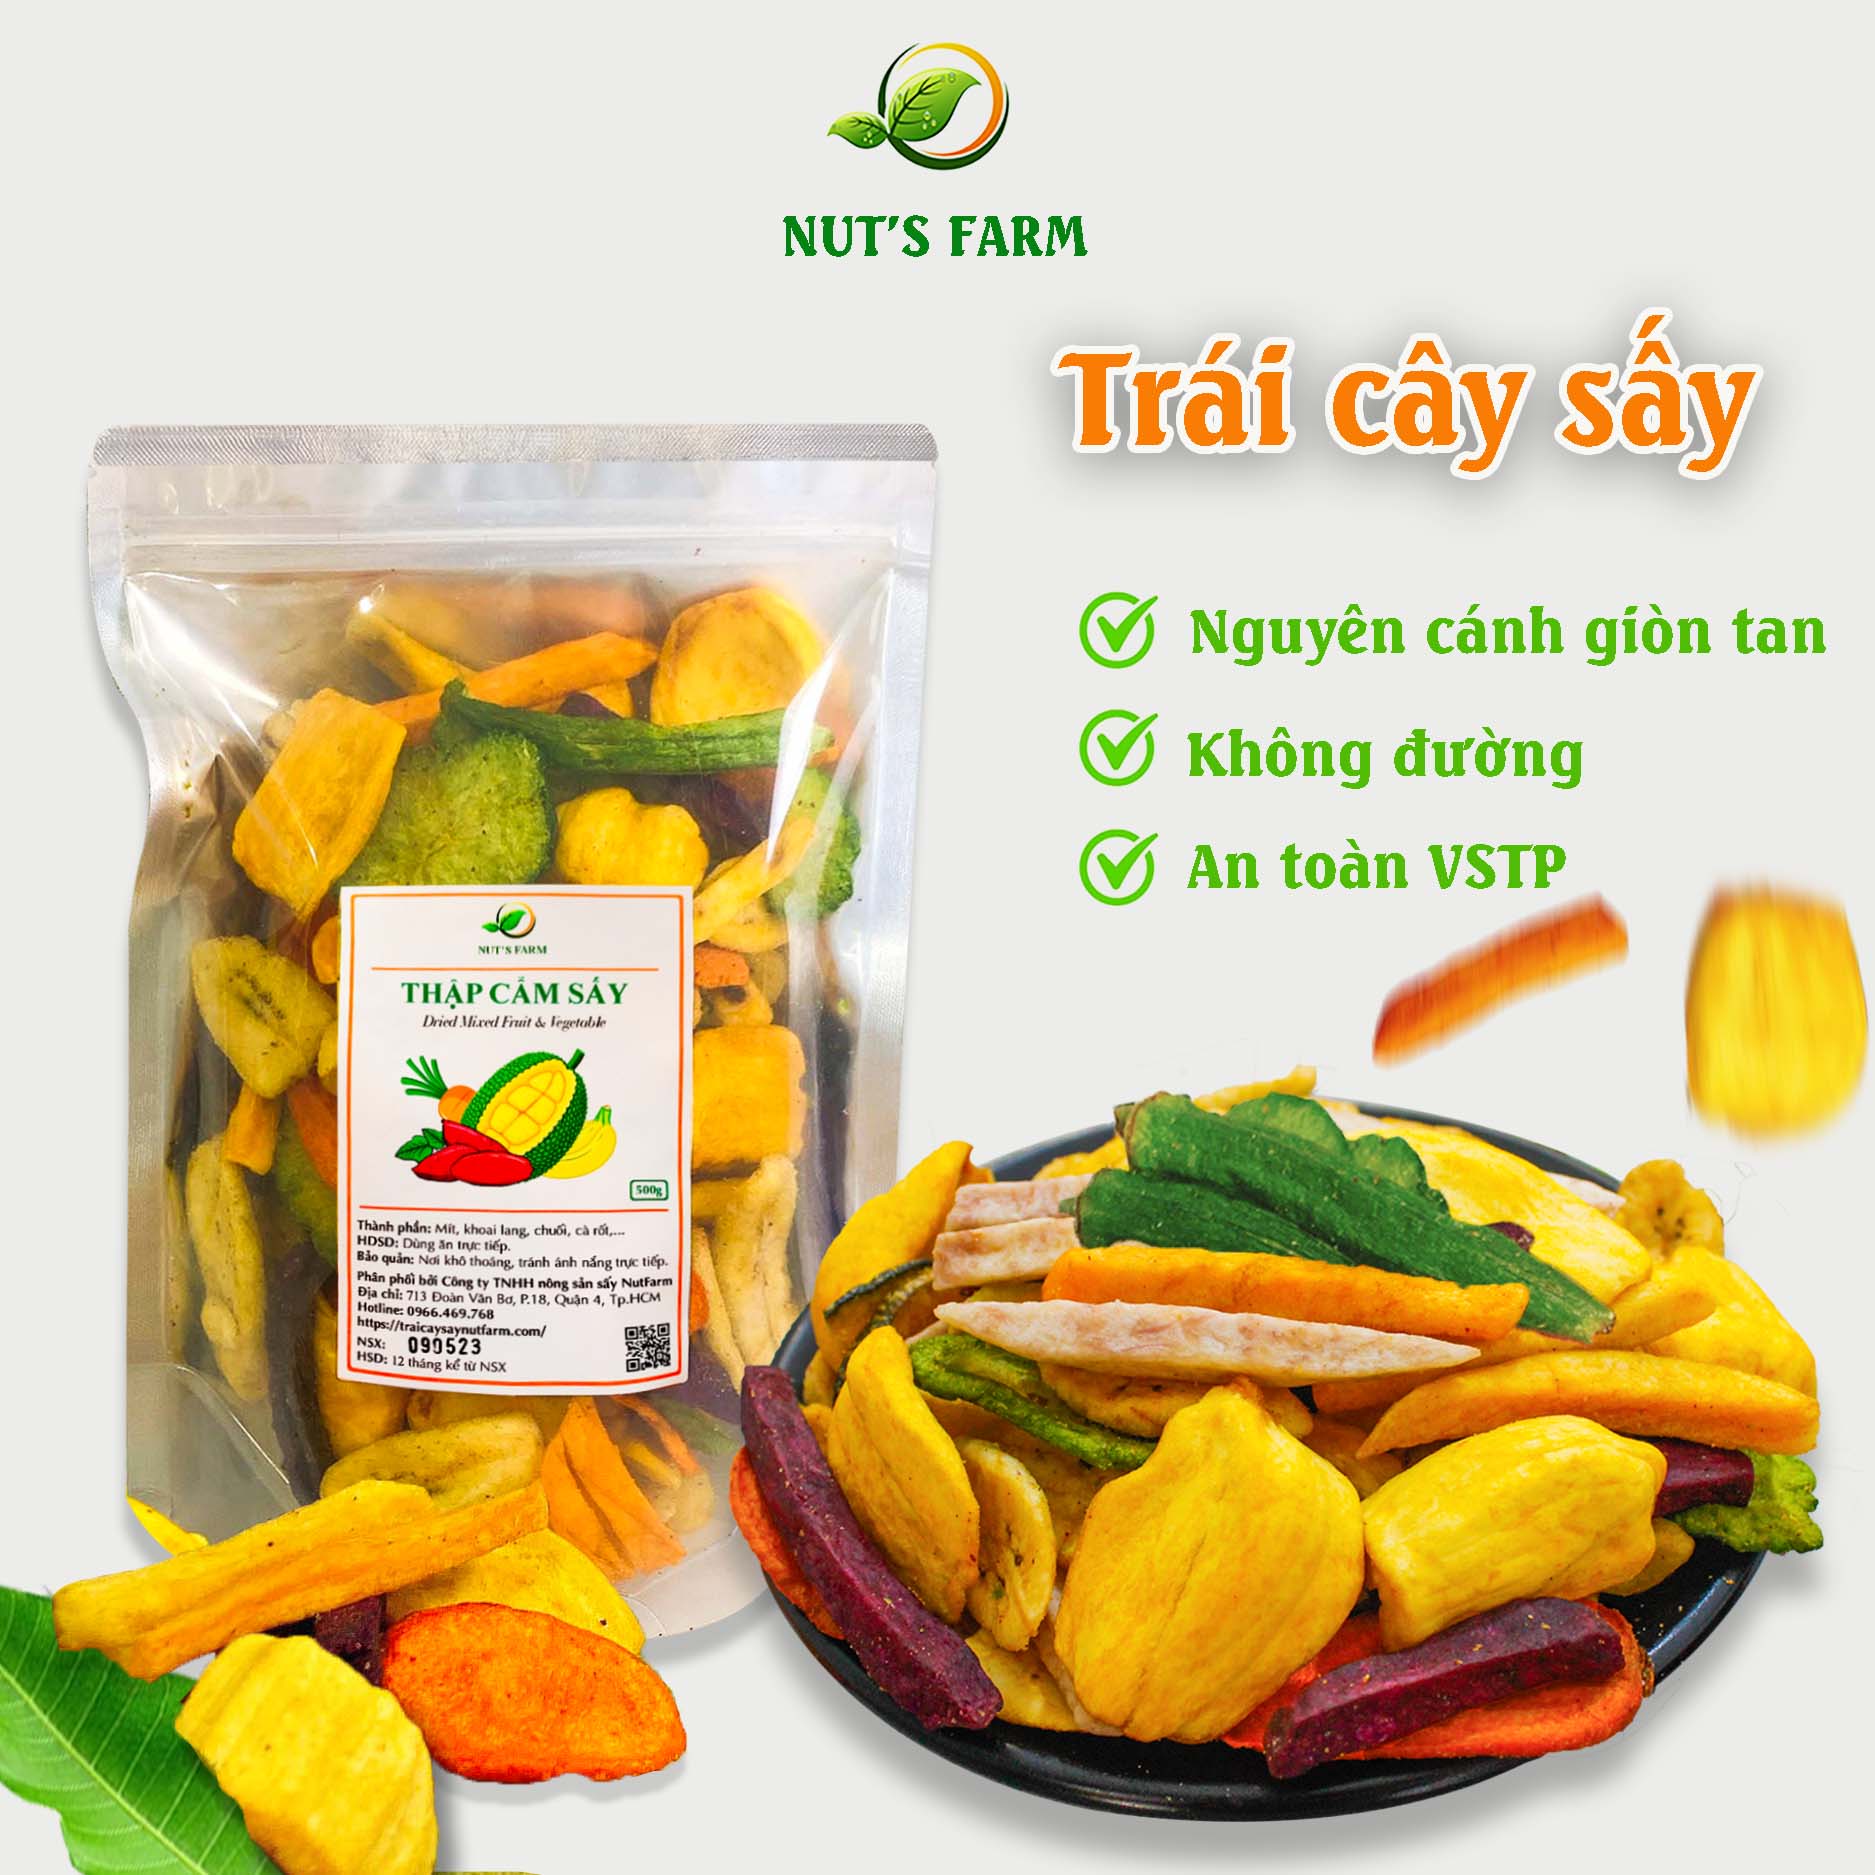 NUT'S FARM
Trái cây sấy
Nguyên cánh giòn tan
Không đường
An toàn VSTP
NUT'S FARM
THẬP CẨM SẤY
Dried Mixed Fruit & Vegetable
500g
Thành phần: Mít, khoai lang, chuối, cà rốt,...
HDSD: Dùng ăn trực tiếp.
Bảo quản: Nơi khô thoáng, tránh ánh nắng trực tiếp.
Phân phối bởi Công ty TNHH nông sản sấy NutFarm
Địa chỉ: 713 Đoàn Văn Bơ, P.18, Quận 4, Tp.HCM
Hotline: 0966.469.768
https://traicaysaynutfarm.com/
NSX: 090523
HSD: 12 tháng kể từ NSX